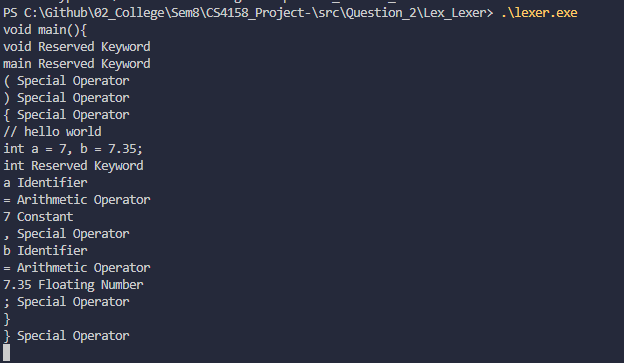 PS C:\Github\02_College\Sem8\CS4158_Project-\src\Question_2\Lex_Lexer> .\lexer.exe
void main(){
void Reserved Keyword
main Reserved Keyword
( Special Operator
) Special Operator
{ Special Operator
// hello world
int a = 7, b = 7.35;
int Reserved Keyword
a Identifier
= Arithmetic Operator
7 Constant
, Special Operator
b Identifier
= Arithmetic Operator
7.35 Floating Number
; Special Operator
}
} Special Operator